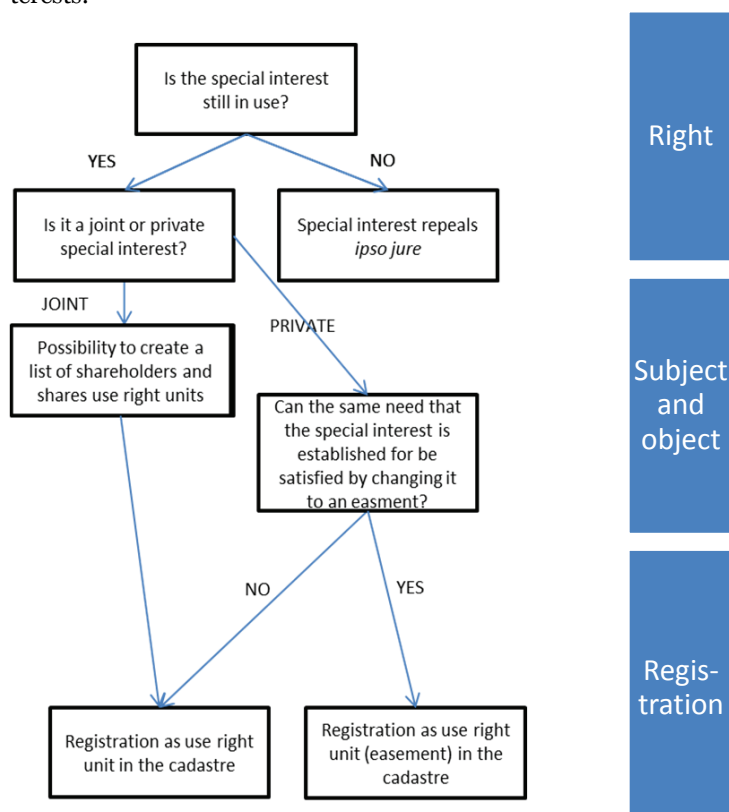 terests.
Is the special interest
still in use?
Right
YES
NO
Is it a joint or private
special interest?
Special interest repeals
ipso jure
JOINT
PRIVATE
Possibility to create a
list of shareholders and
shares use right units
Subject
and
object
Can the same need that
the special interest is
established for be
satisfied by changing it
to an easment?
NO
YES
Regis-
tration
Registration as use right
unit in the cadastre
Registration as use right
unit (easement) in the
cadastre